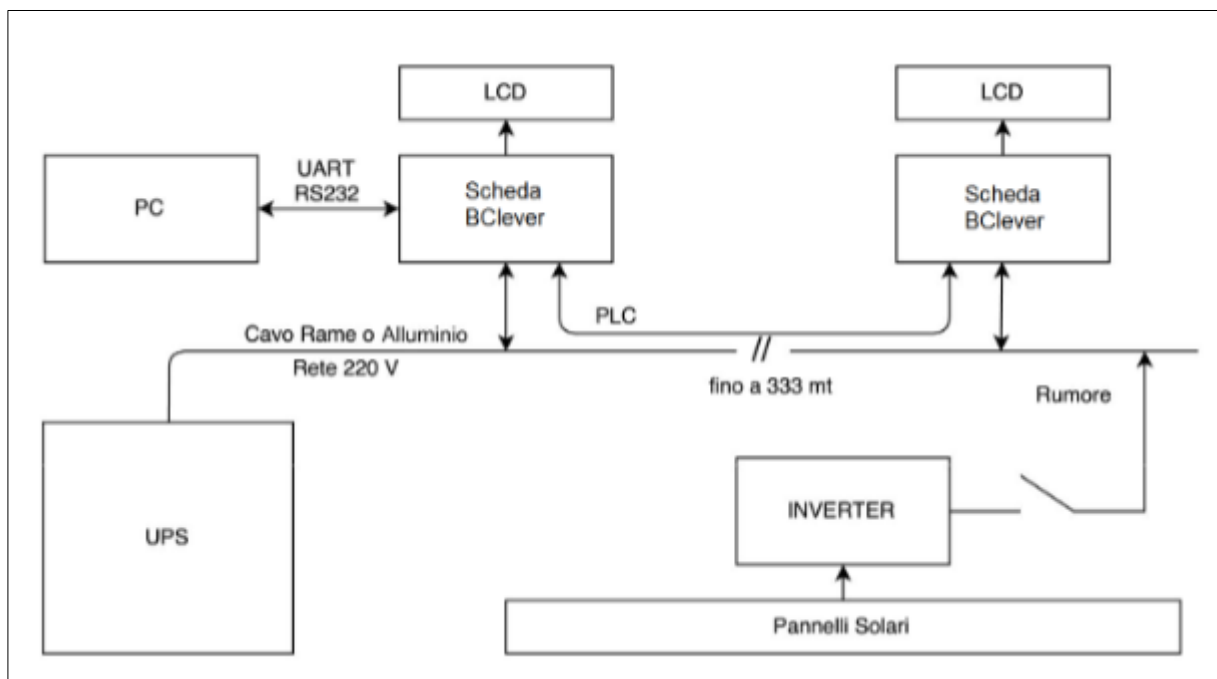 LCD
LCD
PC
UART
RS232
Scheda
BClever
Scheda
BClever
PLC
Cavo Rame o Alluminio
Rete 220 V
fino a 333 mt
Rumore
UPS
INVERTER
Pannelli Solari